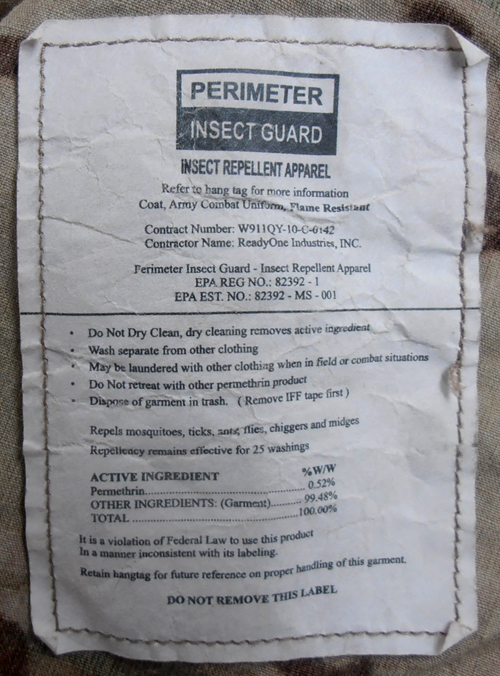 PERIMETER
INSECT GUARD
INSECT REPELLENT APPAREL
Refer to hang tag for more information
Coat, Army Combat Uniform, Flame Resistant
Contract Number: W911QY-10-C-0142
Contractor Name: ReadyOne Industries, INC.
Perimeter Insect Guard - Insect Repellent Apparel
EPA REG NO.: 82392 - 1
EPA EST. NO.: 82392 - MS - 001
• Do Not Dry Clean, dry cleaning removes active ingredient
• Wash separate from other clothing
• May be laundered with other clothing when in field or combat situations
• Do Not retreat with other permethrin product
• Dispose of garment in trash. ( Remove IFF tape first )
Repels mosquitoes, ticks, ants, flies, chiggers and midges
Repellency remains effective for 25 washings
ACTIVE INGREDIENT %W/W
Permethrin.......................................... 0.52%
OTHER INGREDIENTS: (Garment)........ 99.48%
TOTAL ............................................100.00%
It is a violation of Federal Law to use this product
In a manner inconsistent with its labeling.
Retain hangtag for future reference on proper handling of this garment.
DO NOT REMOVE THIS LABEL